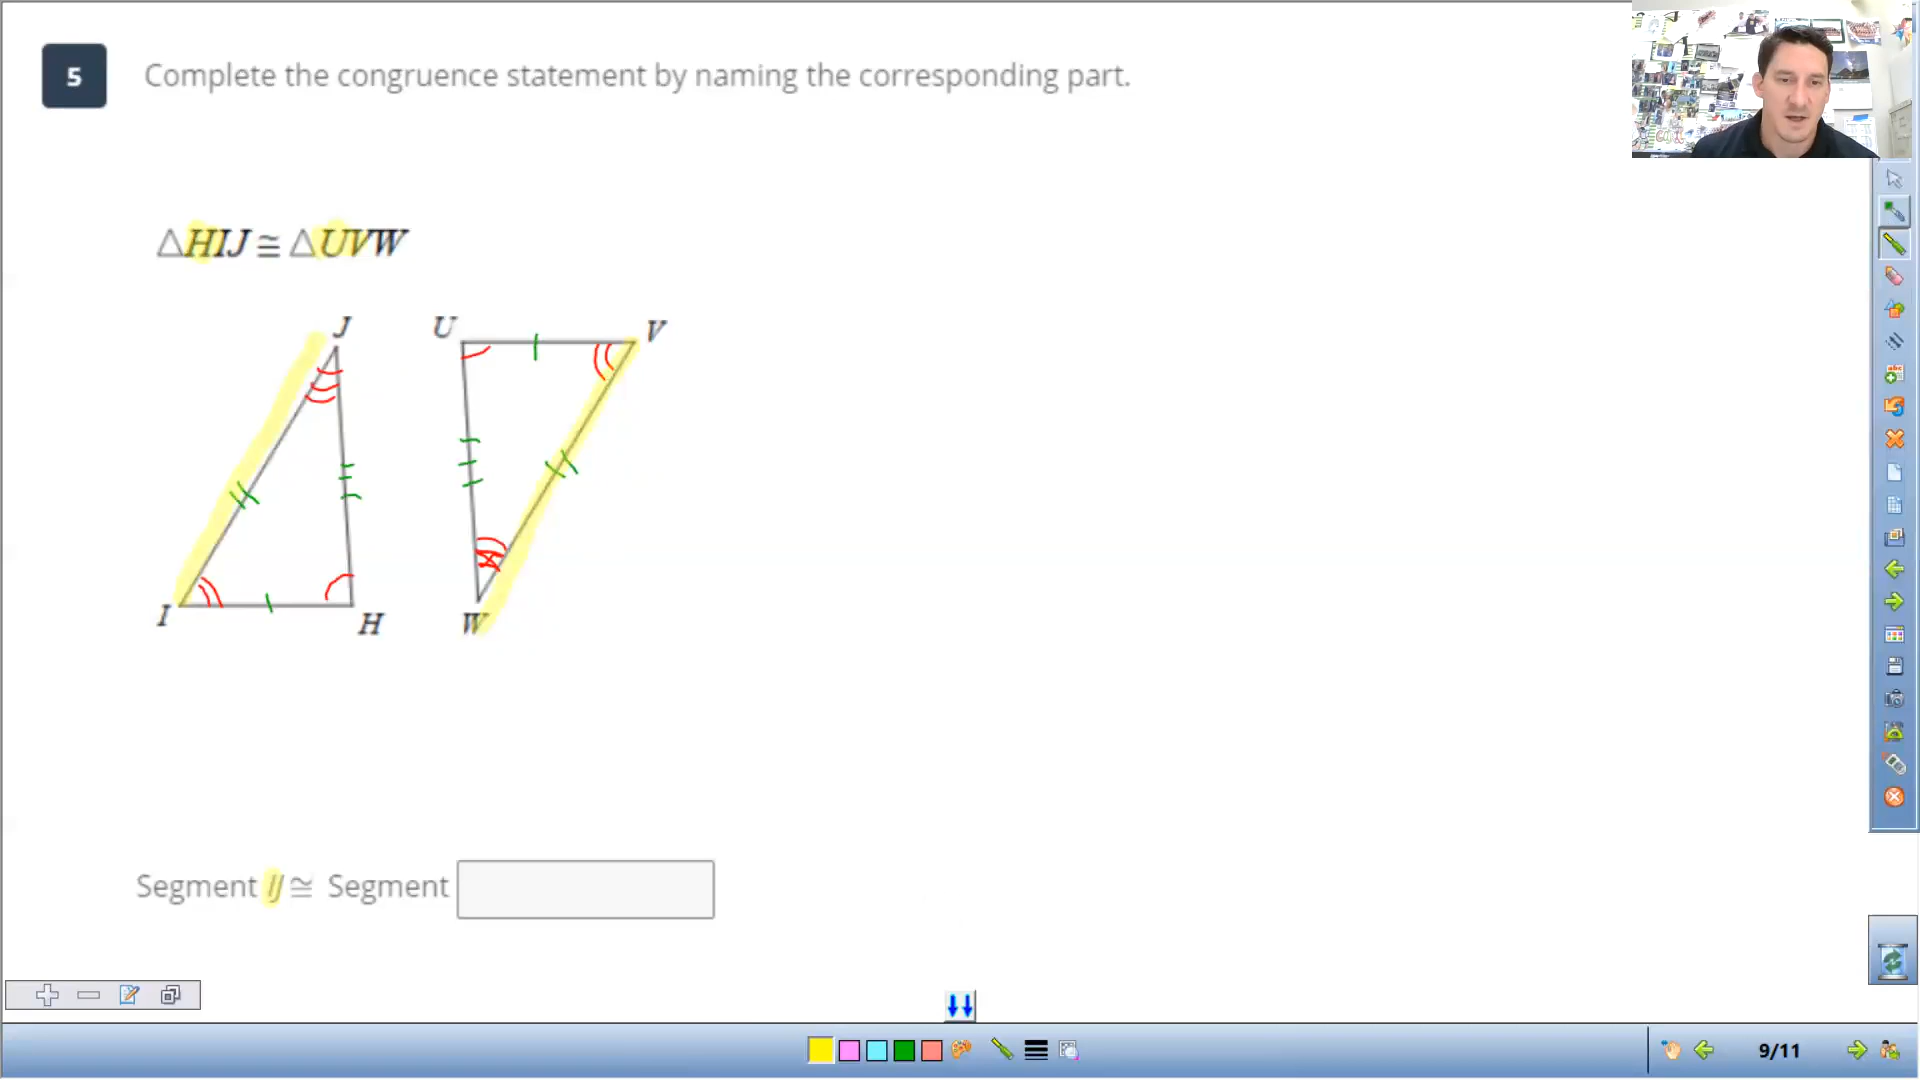 5 Complete the congruence statement by naming the corresponding part.
△HIJ ≅ △UVW
J U V
I H W
Segment IJ ≅ Segment
9/11